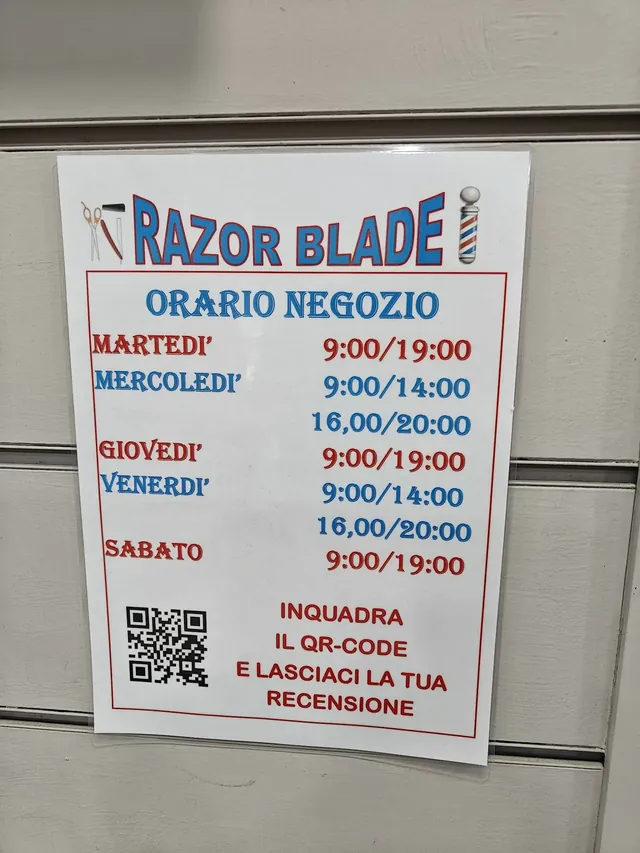 RAZOR BLADE
ORARIO NEGOZIO
MARTEDI' 9:00/19:00
MERCOLEDI' 9:00/14:00
16,00/20:00
GIOVEDI' 9:00/19:00
VENERDI' 9:00/14:00
16,00/20:00
SABATO 9:00/19:00
INQUADRA
IL QR-CODE
E LASCIACI LA TUA
RECENSIONE